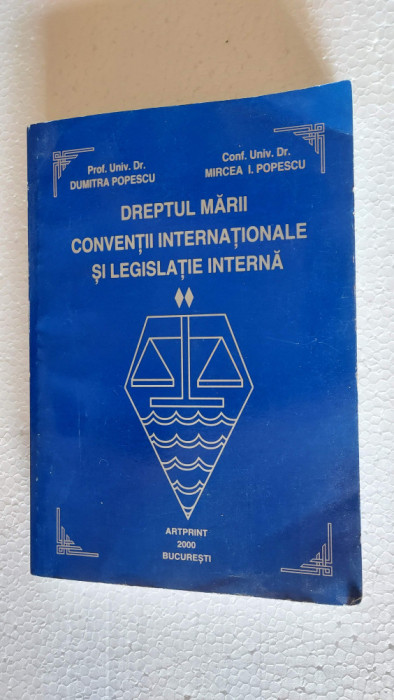 Prof. Univ. Dr.
DUMITRA POPESCU
Conf. Univ. Dr.
MIRCEA I. POPESCU
DREPTUL MĂRII
CONVENȚII INTERNAȚIONALE
ȘI LEGISLAȚIE INTERNĂ
ARTPRINT
2000
BUCUREȘTI